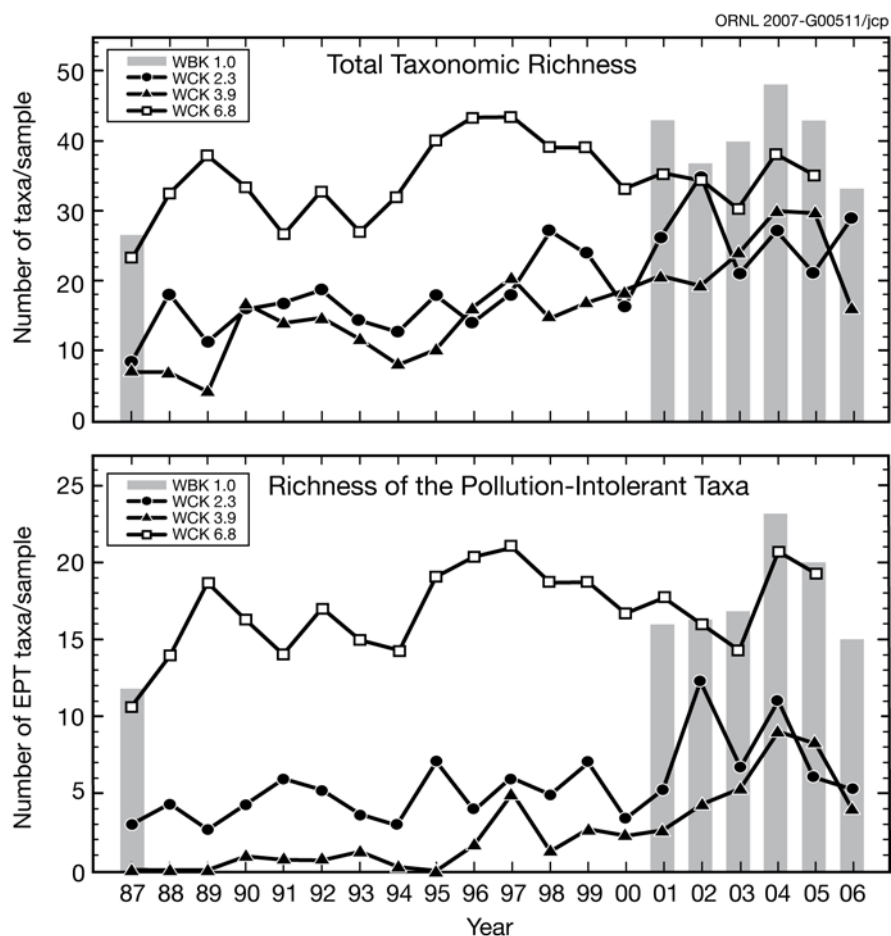 ORNL 2007-G00511/jcp
Total Taxonomic Richness
WBK 1.0
WCK 2.3
WCK 3.9
WCK 6.8
Number of taxa/sample
50
40
30
20
10
0
Richness of the Pollution-Intolerant Taxa
WBK 1.0
WCK 2.3
WCK 3.9
WCK 6.8
Number of EPT taxa/sample
25
20
15
10
5
0
87 88 89 90 91 92 93 94 95 96 97 98 99 00 01 02 03 04 05 06
Year